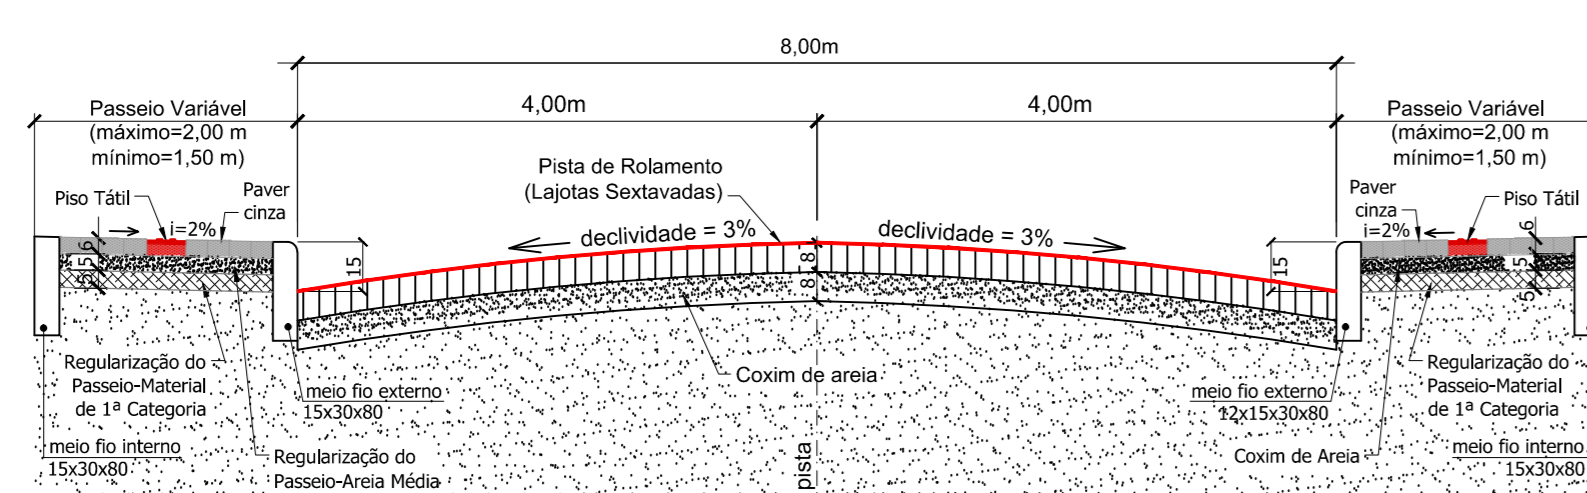 8,00m
4,00m
4,00m
Passeio Variável
(máximo=2,00 m
mínimo=1,50 m)
Passeio Variável
(máximo=2,00 m
mínimo=1,50 m)
Pista de Rolamento
(Lajotas Sextavadas)
Piso Tátil
Paver
cinza
i=2%
declividade = 3%
declividade = 3%
Paver
cinza
i=2%
Piso Tátil
6
5
5
15
8
8
15
6
5
5
Regularização do
Passeio-Material
de 1ª Categoria
meio fio externo
15x30x80
Coxim de areia
meio fio externo
12x15x30x80
Regularização do
Passeio-Material
de 1ª Categoria
meio fio interno
15x30x80
Regularização do
Passeio-Areia Média
pista
Coxim de Areia
meio fio interno
15x30x80